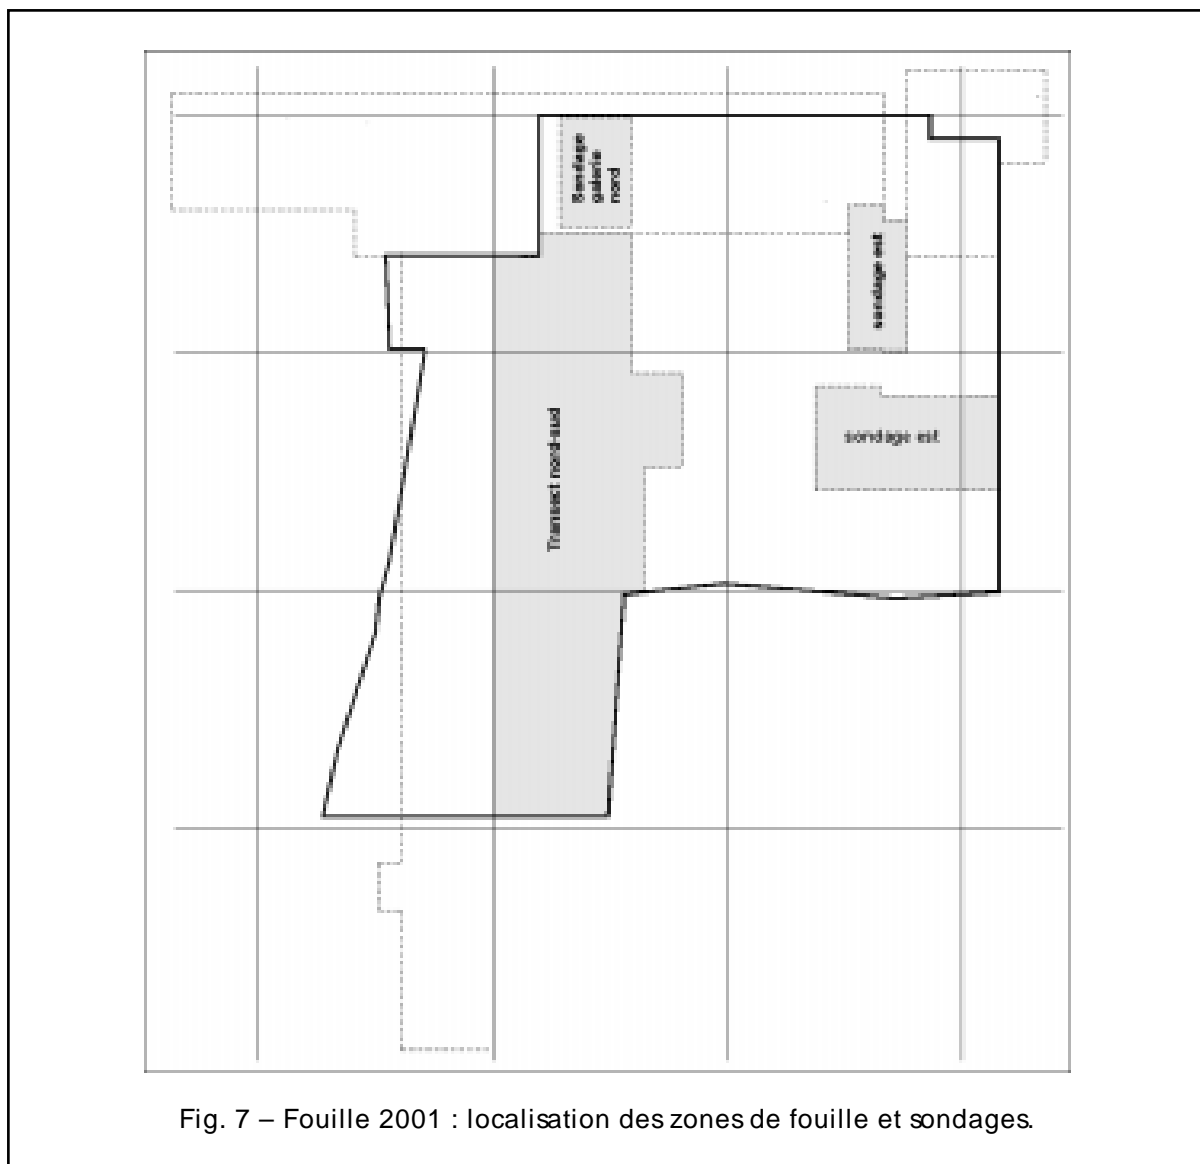 Sondage
galerie
nord
sondage est
Transect nord-sud
sondage est
Fig. 7 – Fouille 2001 : localisation des zones de fouille et sondages.